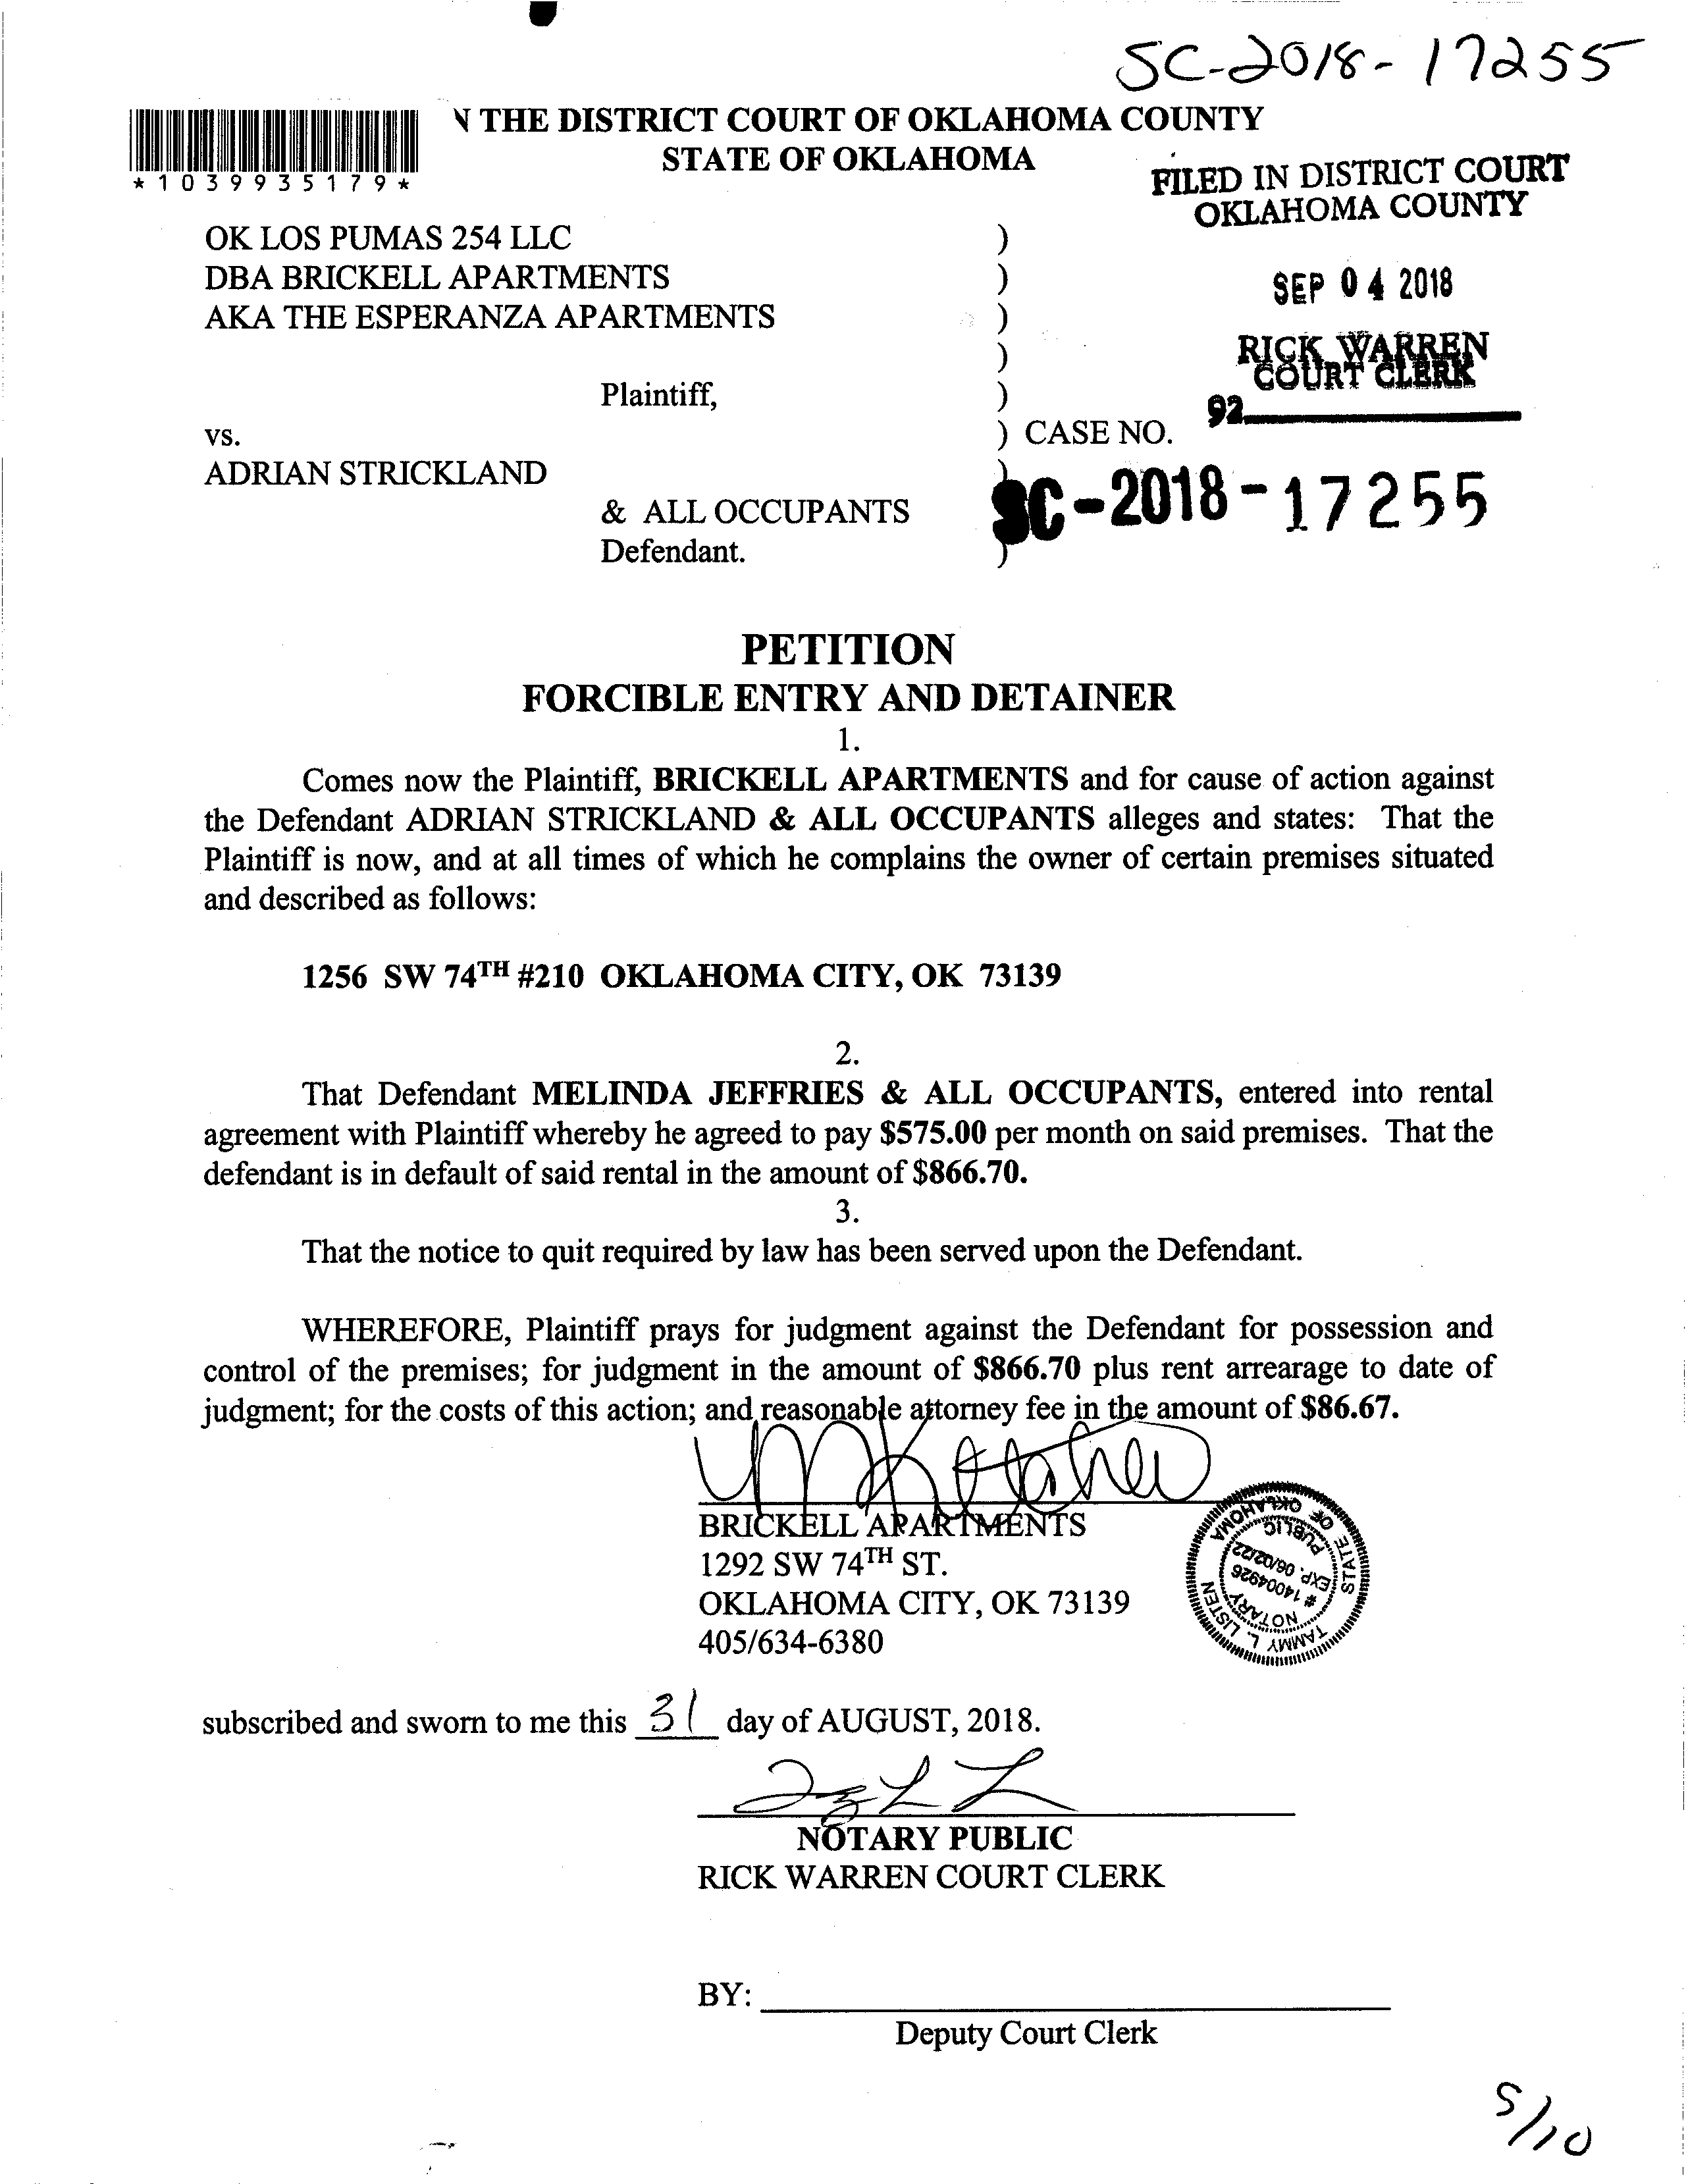 SC-2018-17255
N THE DISTRICT COURT OF OKLAHOMA COUNTY
STATE OF OKLAHOMA
*1039935179*
FILED IN DISTRICT COURT
OKLAHOMA COUNTY
SEP 04 2018
RICK WARREN
COURT CLERK
92
OK LOS PUMAS 254 LLC )
DBA BRICKELL APARTMENTS )
AKA THE ESPERANZA APARTMENTS )
)
Plaintiff, )
vs. ) CASE NO.
ADRIAN STRICKLAND )
& ALL OCCUPANTS
SC-2018-17255
Defendant. )
PETITION
FORCIBLE ENTRY AND DETAINER
1.
Comes now the Plaintiff, BRICKELL APARTMENTS and for cause of action against
the Defendant ADRIAN STRICKLAND & ALL OCCUPANTS alleges and states: That the
Plaintiff is now, and at all times of which he complains the owner of certain premises situated
and described as follows:
1256 SW 74TH #210 OKLAHOMA CITY, OK 73139
2.
That Defendant MELINDA JEFFRIES & ALL OCCUPANTS, entered into rental
agreement with Plaintiff whereby he agreed to pay $575.00 per month on said premises. That the
defendant is in default of said rental in the amount of $866.70.
3.
That the notice to quit required by law has been served upon the Defendant.
WHEREFORE, Plaintiff prays for judgment against the Defendant for possession and
control of the premises; for judgment in the amount of $866.70 plus rent arrearage to date of
judgment; for the costs of this action; and reasonable attorney fee in the amount of $86.67.
BRICKELL APARTMENTS
1292 SW 74TH ST.
OKLAHOMA CITY, OK 73139
405/634-6380
TAMMY L. LISTEN
STATE OF OKLAHOMA
NOTARY
# 14004926
EXP. 06/02/22
PUBLIC
subscribed and sworn to me this 31 day of AUGUST, 2018.
NOTARY PUBLIC
RICK WARREN COURT CLERK
BY:
Deputy Court Clerk
S/10